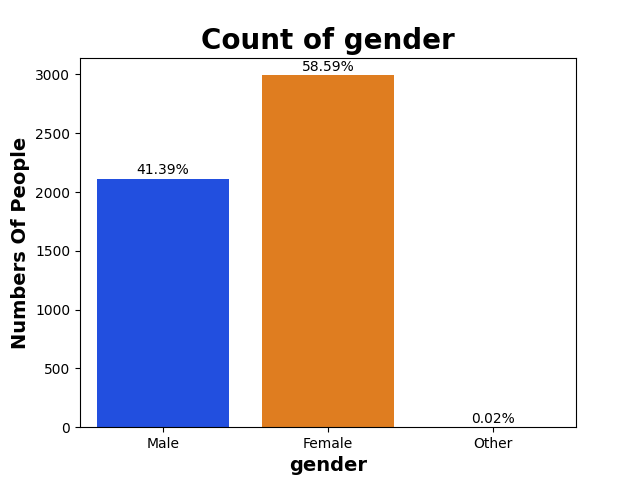 Count of gender
58.59%
41.39%
0.02%
3000
2500
2000
1500
1000
500
0
Numbers Of People
Male Female Other
gender